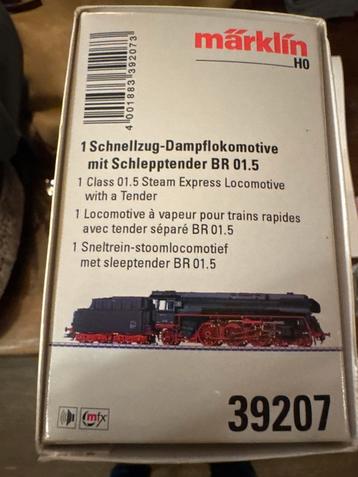 märklin
H0
4 001883 392073
1 Schnellzug-Dampflokomotive
mit Schlepptender BR 01.5
1 Class 01.5 Steam Express Locomotive
with a Tender
1 Locomotive à vapeur pour trains rapides
avec tender séparé BR 01.5
1 Sneltrein-stoomlocomotief
met sleeptender BR 01.5
mfx
39207